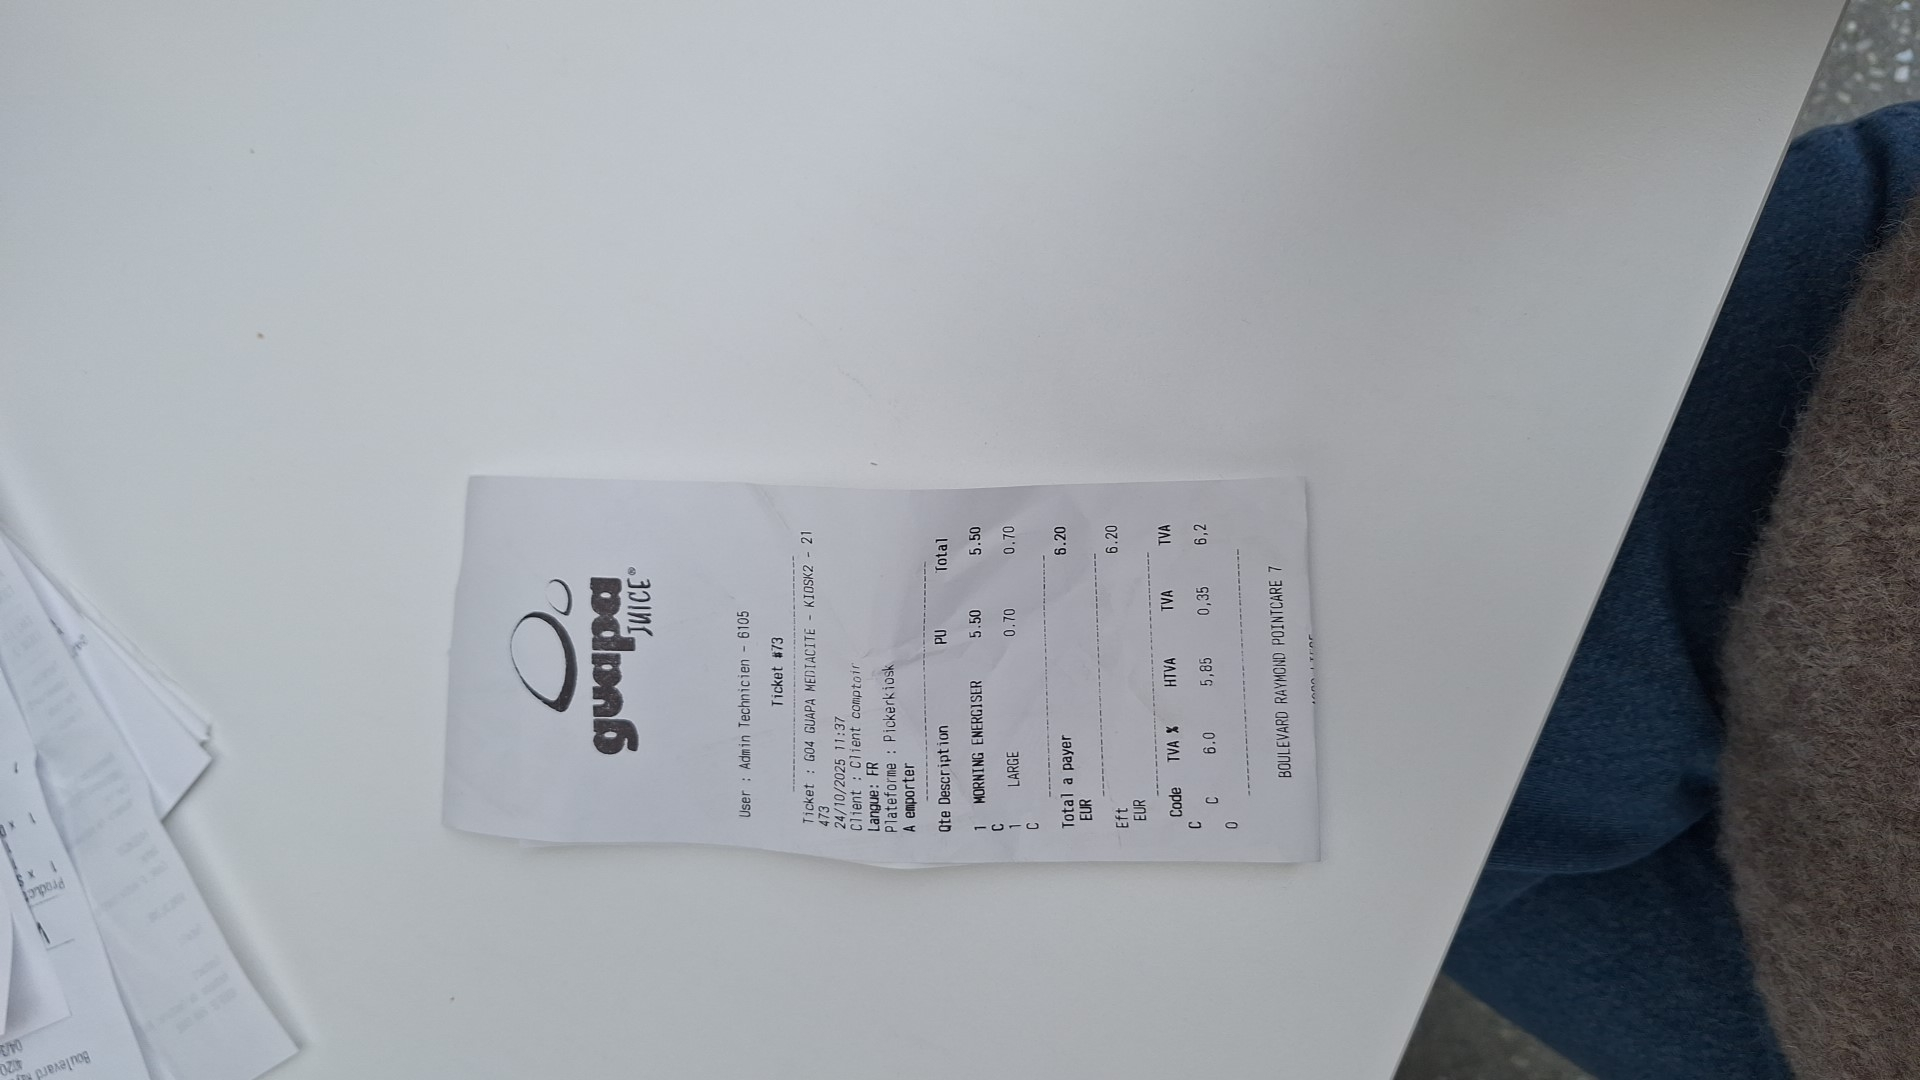 guapa
JUICE®
User : Admin Technicien - 6105
Ticket #73
Ticket : G04 GUAPA MEDIACITE - KIOSK2 - 21
473
24/10/2025 11:37
Client : Client comptoir
Langue: FR
Plateforme : Pickerkiosk
A emporter
Qte Description PU Total
1 MORNING ENERGISER 5.50 5.50
C
1 LARGE 0.70 0.70
C
Total a payer 6.20
EUR
Eft 6.20
EUR
Code TVA % HTVA TVA TVA
C
C 6.0 5,85 0,35 6,2
0
BOULEVARD RAYMOND POINTCARE 7
Boulevard
Produc